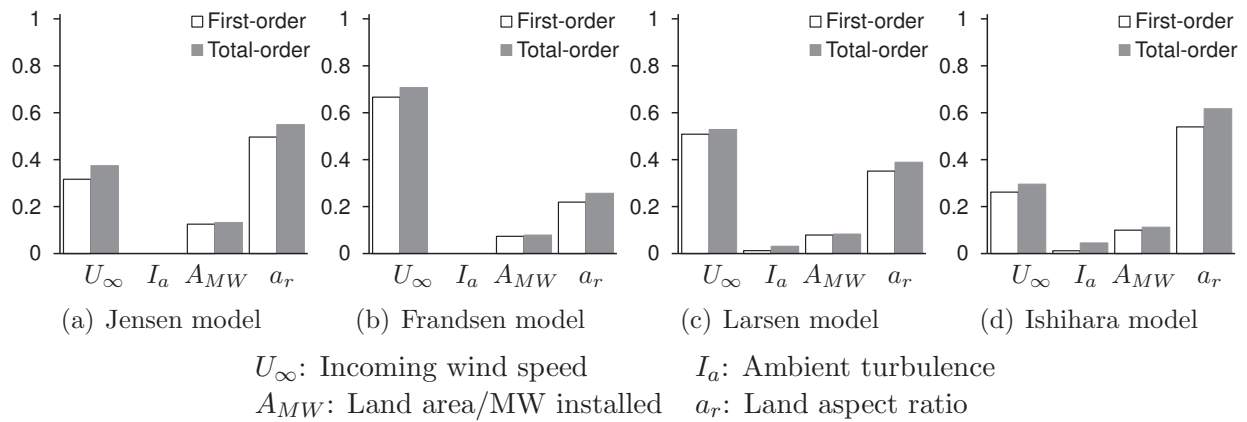 1
0.8
0.6
0.4
0.2
0
First-order
Total-order
U∞ Ia AMW ar
(a) Jensen model
1
0.8
0.6
0.4
0.2
0
First-order
Total-order
U∞ Ia AMW ar
(b) Frandsen model
1
0.8
0.6
0.4
0.2
0
First-order
Total-order
U∞ Ia AMW ar
(c) Larsen model
1
0.8
0.6
0.4
0.2
0
First-order
Total-order
U∞ Ia AMW ar
(d) Ishihara model
U∞: Incoming wind speed Ia: Ambient turbulence
AMW: Land area/MW installed ar: Land aspect ratio